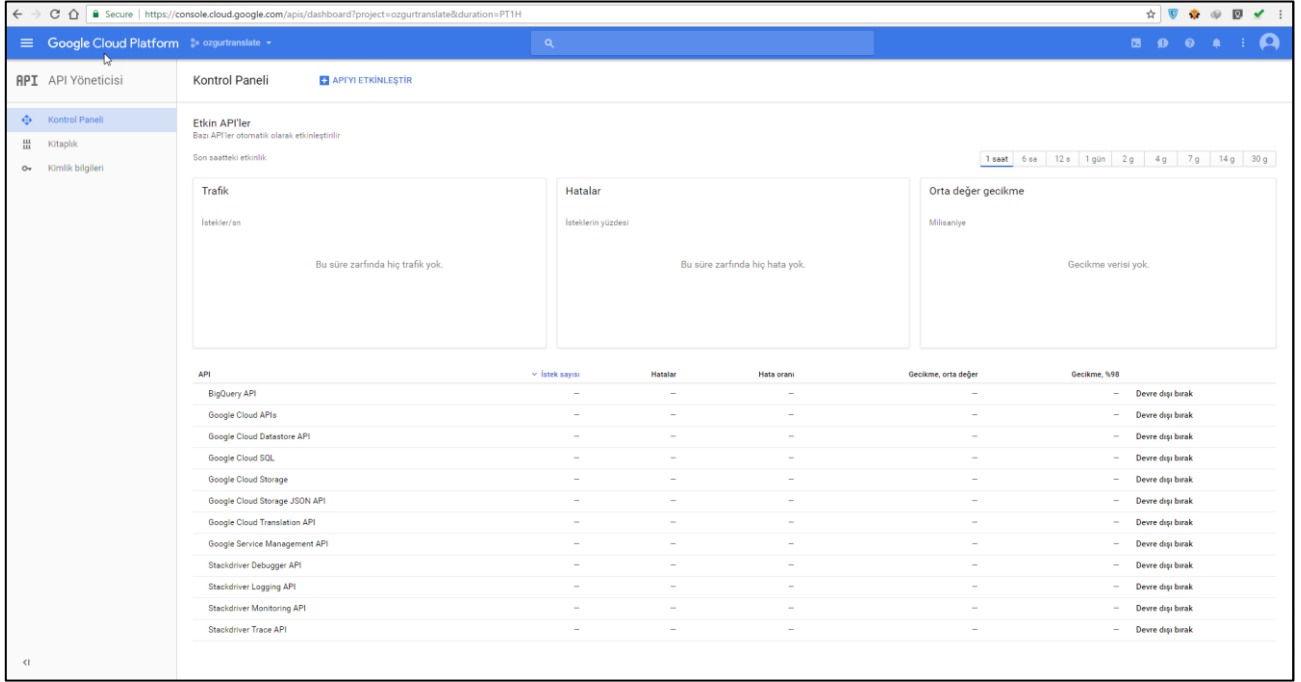 Secure | https://console.cloud.google.com/apis/dashboard?project=ozgurtranslate&duration=PT1H
Google Cloud Platform ozgurtranslate
API API Yöneticisi
Kontrol Paneli API'YI ETKİNLEŞTİR
Kontrol Paneli
Kitaplık
Kimlik bilgileri
Etkin API'ler
Bazı API'ler otomatik olarak etkinleştirilir
Son saatteki etkinlik
1 saat 6 sa 12 s 1 gün 2 g 4 g 7 g 14 g 30 g
Trafik Hatalar Orta değer gecikme
İstekler/sn İsteklerin yüzdesi Milisaniye
Bu süre zarfında hiç trafik yok. Bu süre zarfında hiç hata yok. Gecikme verisi yok.
API İstek sayısı Hatalar Hata oranı Gecikme, orta değer Gecikme, %98
BigQuery API — — — — — Devre dışı bırak
Google Cloud APIs — — — — — Devre dışı bırak
Google Cloud Datastore API — — — — — Devre dışı bırak
Google Cloud SQL — — — — — Devre dışı bırak
Google Cloud Storage — — — — — Devre dışı bırak
Google Cloud Storage JSON API — — — — — Devre dışı bırak
Google Cloud Translation API — — — — — Devre dışı bırak
Google Service Management API — — — — — Devre dışı bırak
Stackdriver Debugger API — — — — — Devre dışı bırak
Stackdriver Logging API — — — — — Devre dışı bırak
Stackdriver Monitoring API — — — — — Devre dışı bırak
Stackdriver Trace API — — — — — Devre dışı bırak